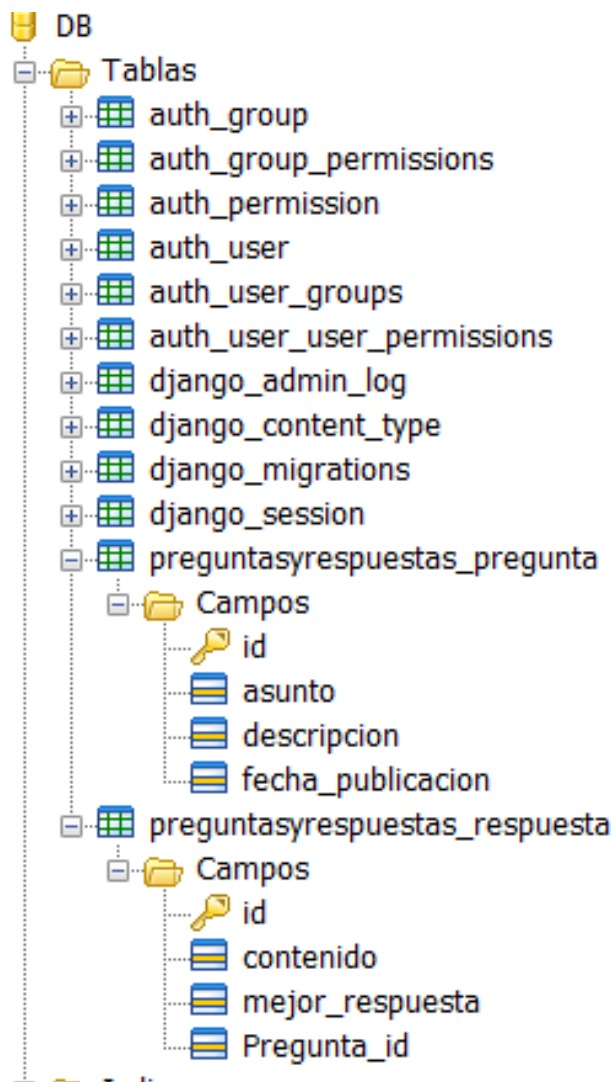 DB
Tablas
auth_group
auth_group_permissions
auth_permission
auth_user
auth_user_groups
auth_user_user_permissions
django_admin_log
django_content_type
django_migrations
django_session
preguntasyrespuestas_pregunta
Campos
id
asunto
descripcion
fecha_publicacion
preguntasyrespuestas_respuesta
Campos
id
contenido
mejor_respuesta
Pregunta_id